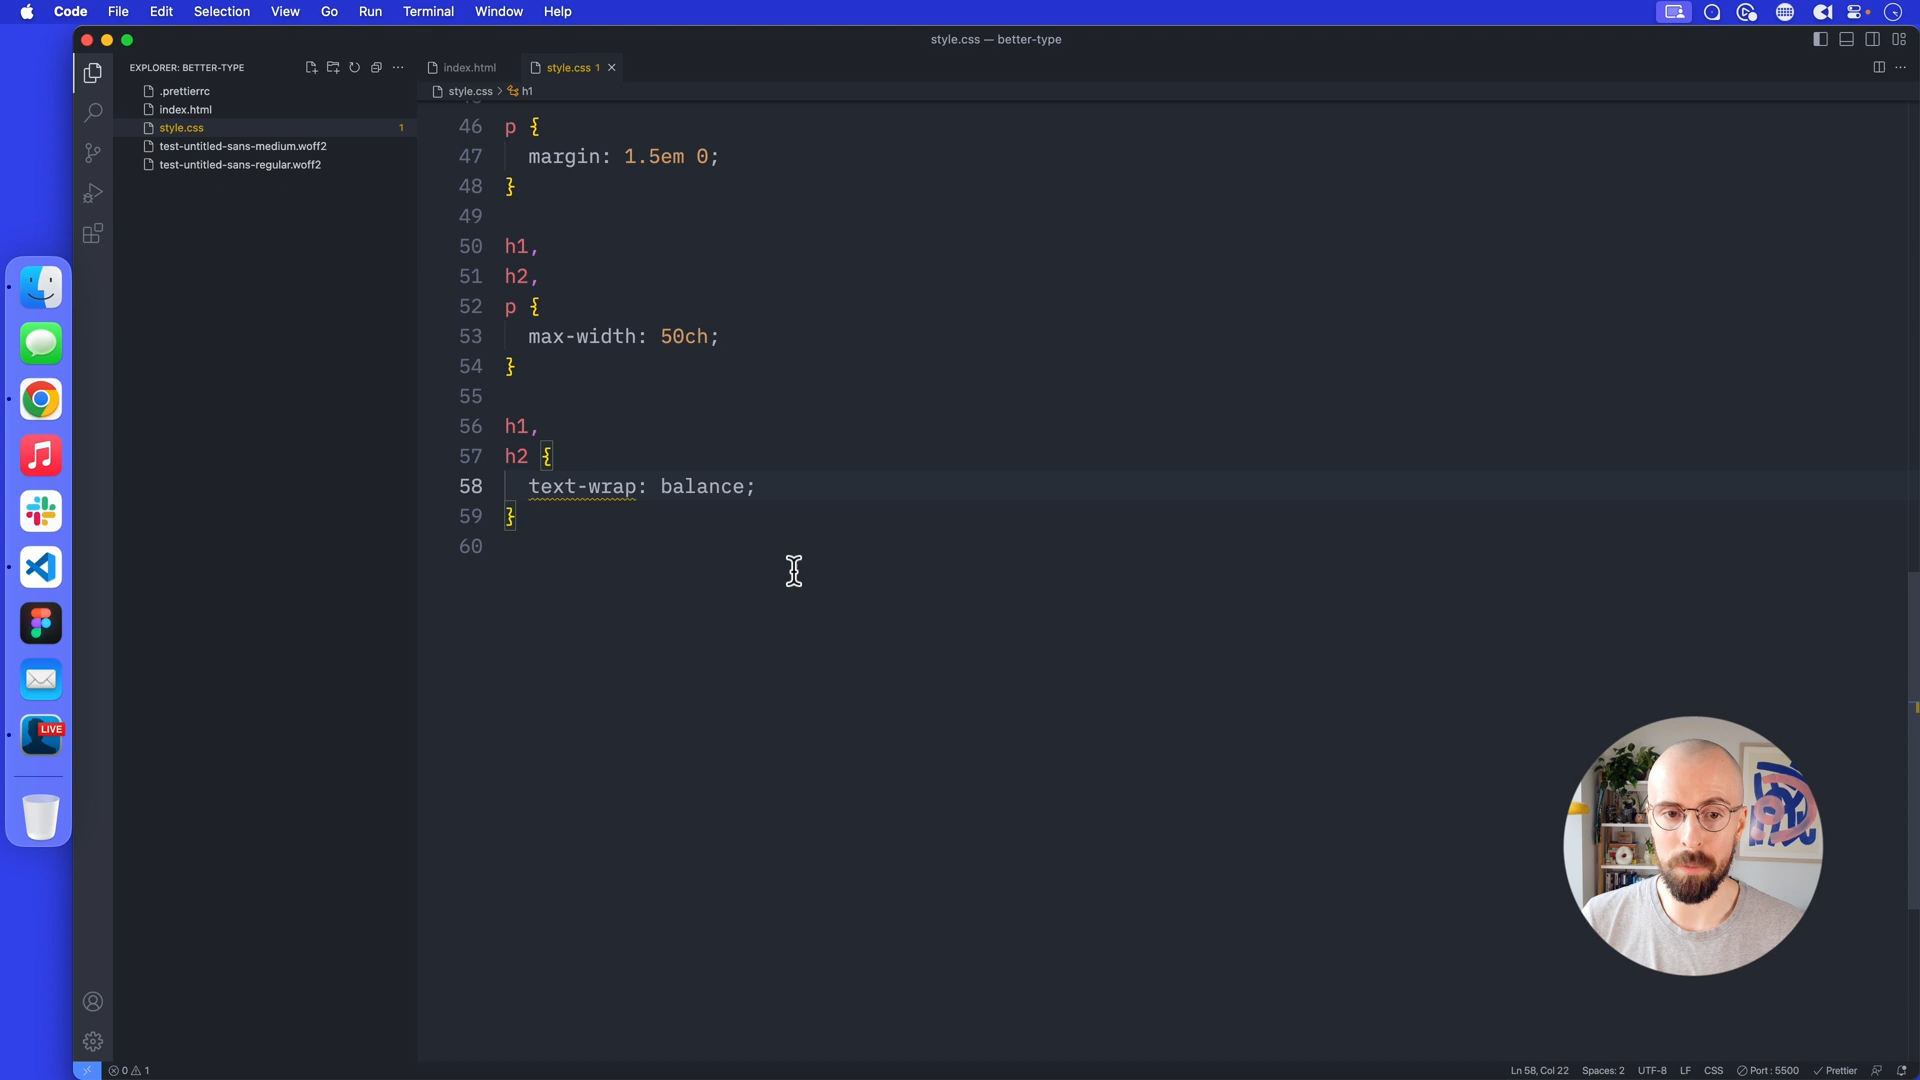 Code File Edit Selection View Go Run Terminal Window Help
style.css — better-type
EXPLORER: BETTER-TYPE
index.html
style.css 1
.prettierrc
index.html
style.css 1
test-untitled-sans-medium.woff2
test-untitled-sans-regular.woff2
style.css > h1
46 p {
47 margin: 1.5em 0;
48 }
49
50 h1,
51 h2,
52 p {
53 max-width: 50ch;
54 }
55
56 h1,
57 h2 {
58 text-wrap: balance;
59 }
60
LIVE
0 1
Ln 58, Col 22 Spaces: 2 UTF-8 LF CSS Port : 5500 Prettier